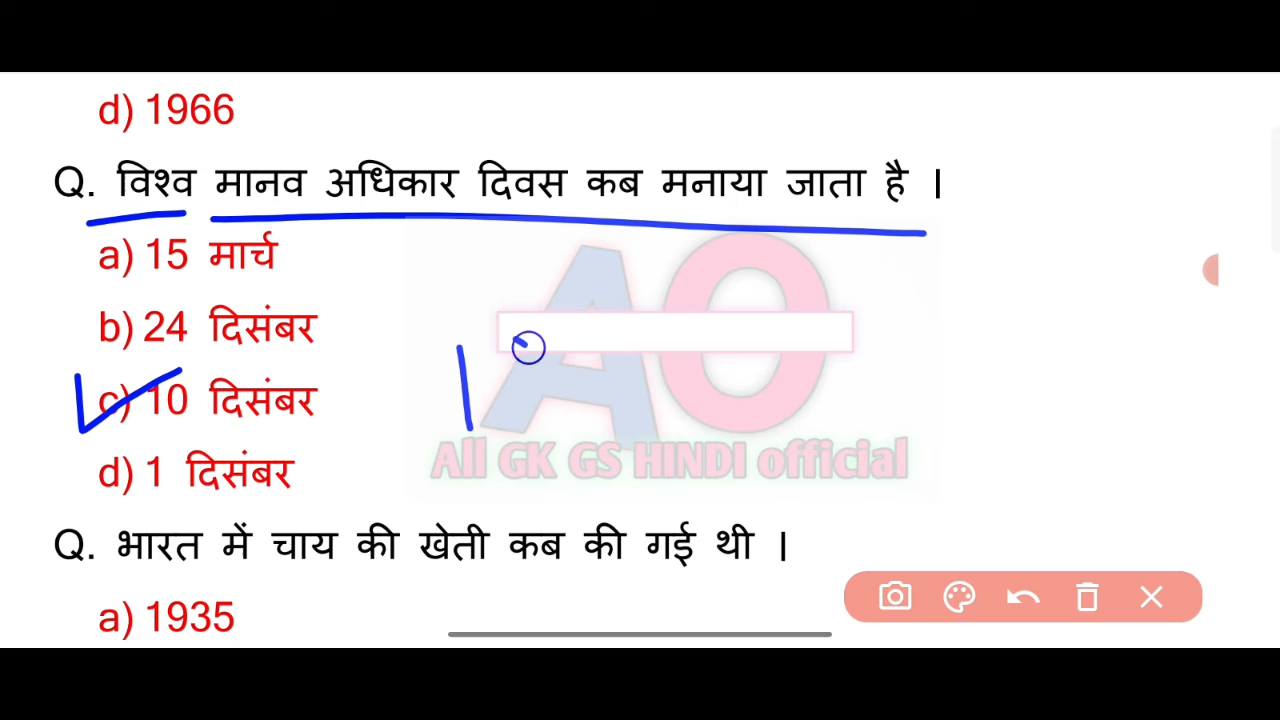 d) 1966
Q. विश्व मानव अधिकार दिवस कब मनाया जाता है ।
a) 15 मार्च
b) 24 दिसंबर
c) 10 दिसंबर
d) 1 दिसंबर
All GK GS HINDI official
Q. भारत में चाय की खेती कब की गई थी ।
a) 1935